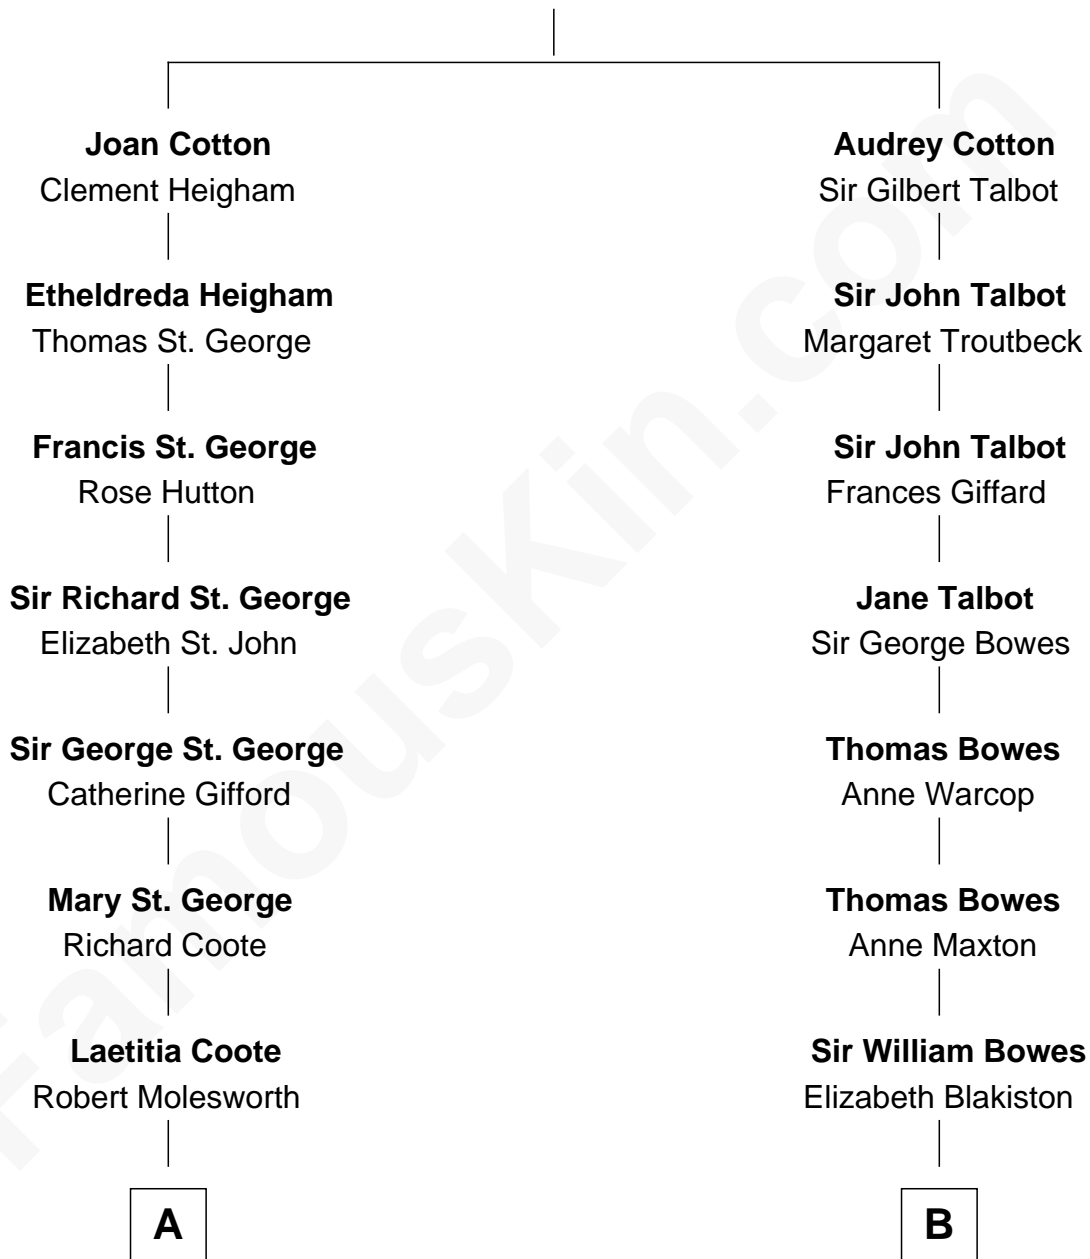 Joan Cotton
Clement Heigham
Etheldreda Heigham
Thomas St. George
Francis St. George
Rose Hutton
Sir Richard St. George
Elizabeth St. John
Sir George St. George
Catherine Gifford
Mary St. George
Richard Coote
Laetitia Coote
Robert Molesworth
A
Audrey Cotton
Sir Gilbert Talbot
Sir John Talbot
Margaret Troutbeck
Sir John Talbot
Frances Giffard
Jane Talbot
Sir George Bowes
Thomas Bowes
Anne Warcop
Thomas Bowes
Anne Maxton
Sir William Bowes
Elizabeth Blakiston
B
FamousKin.com